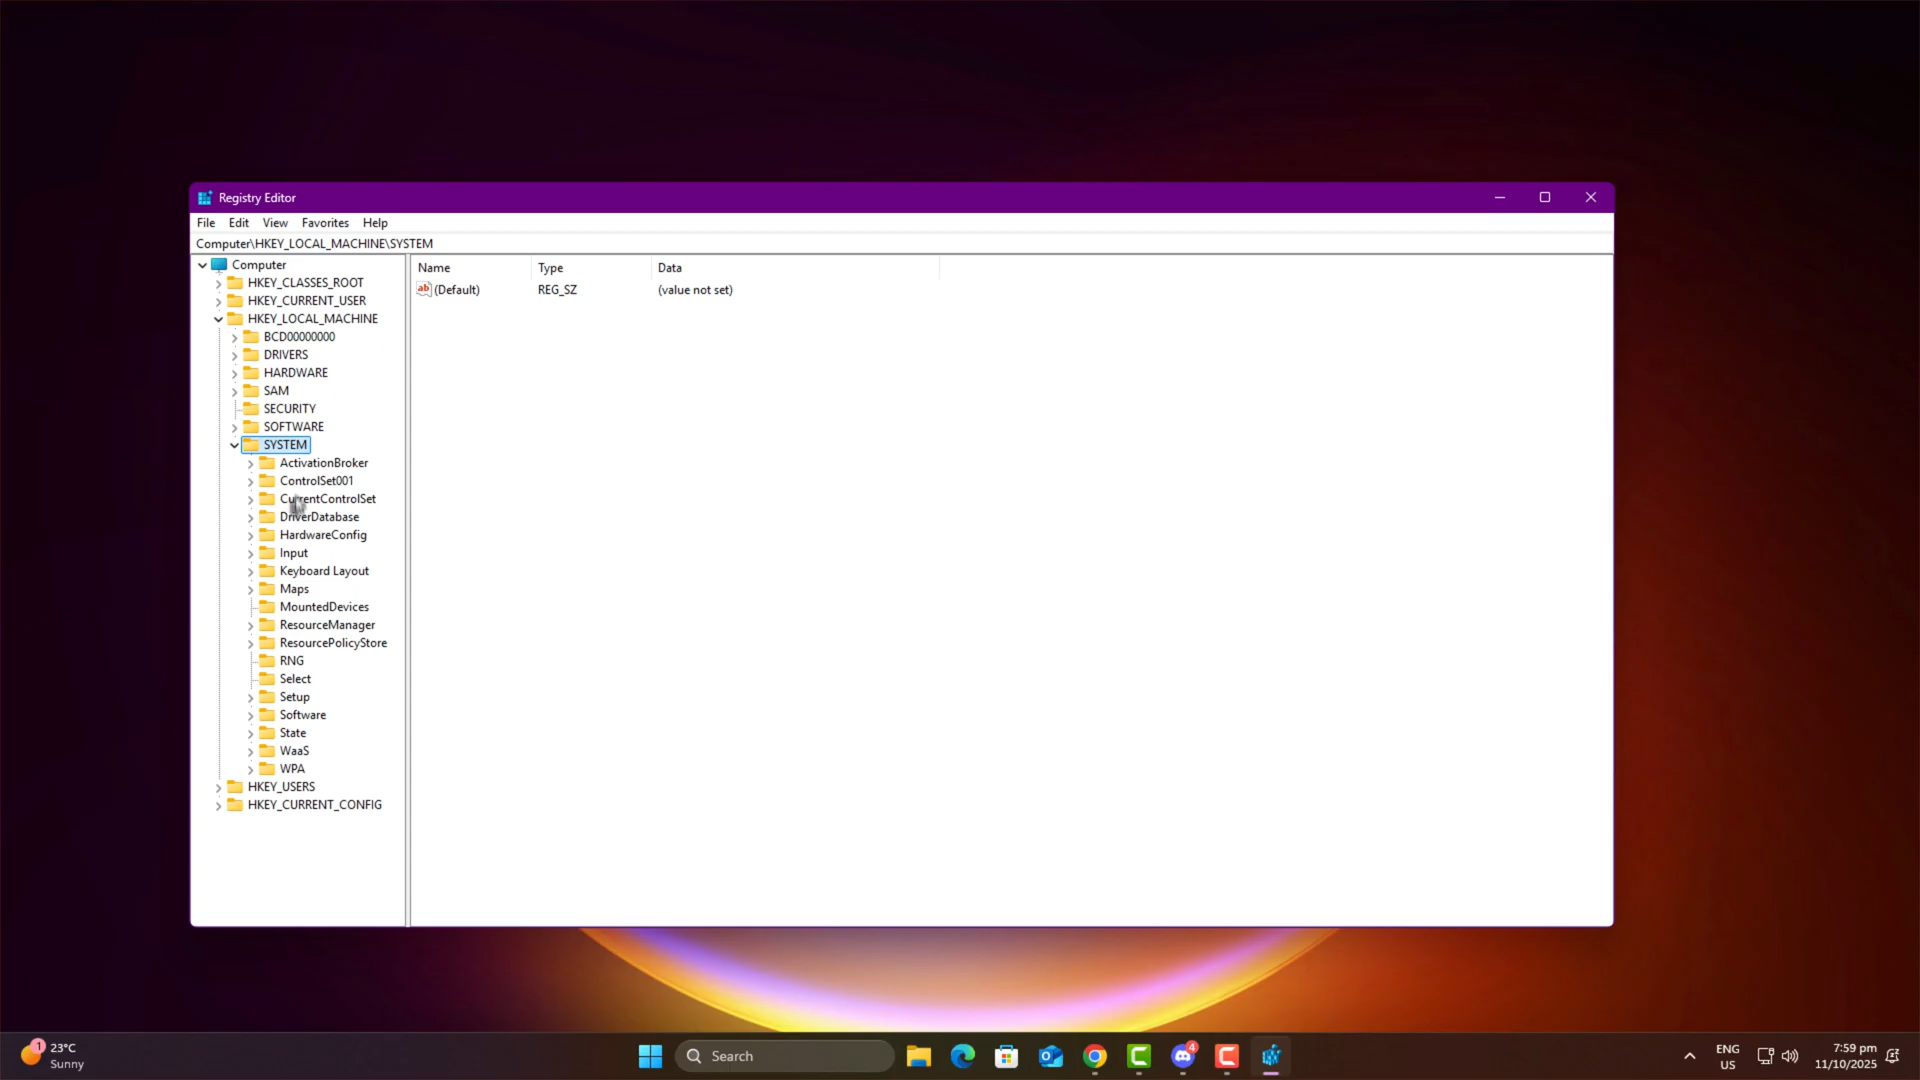 Registry Editor
File Edit View Favorites Help
Computer\HKEY_LOCAL_MACHINE\SYSTEM
Computer
HKEY_CLASSES_ROOT
HKEY_CURRENT_USER
HKEY_LOCAL_MACHINE
BCD00000000
DRIVERS
HARDWARE
SAM
SECURITY
SOFTWARE
SYSTEM
ActivationBroker
ControlSet001
CurrentControlSet
DriverDatabase
HardwareConfig
Input
Keyboard Layout
Maps
MountedDevices
ResourceManager
ResourcePolicyStore
RNG
Select
Setup
Software
State
WaaS
WPA
HKEY_USERS
HKEY_CURRENT_CONFIG
Name Type Data
ab (Default) REG_SZ (value not set)
1 23°C
Sunny
Search
4
ENG
US
7:59 pm
11/10/2025